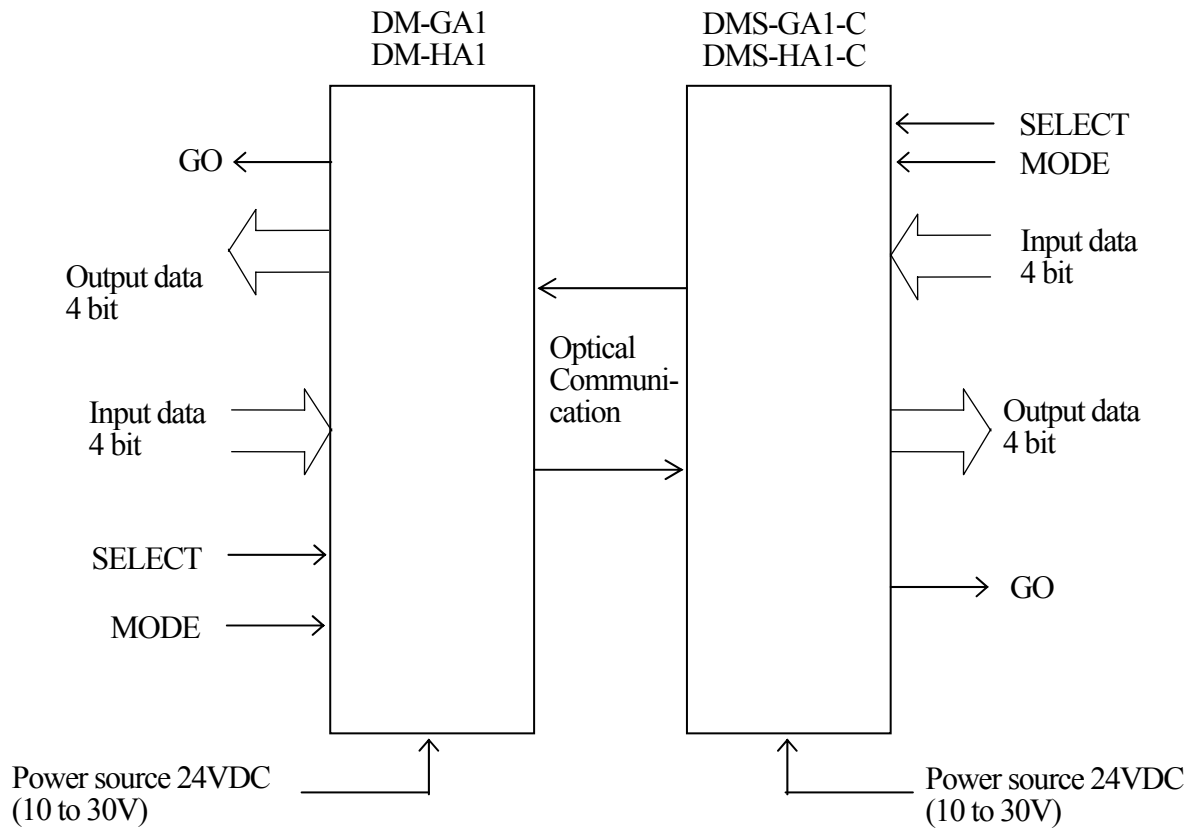 DM-GA1
DM-HA1
DMS-GA1-C
DMS-HA1-C
GO
Output data
4 bit
Input data
4 bit
SELECT
MODE
Power source 24VDC
(10 to 30V)
Optical
Communi-
cation
SELECT
MODE
Input data
4 bit
Output data
4 bit
GO
Power source 24VDC
(10 to 30V)